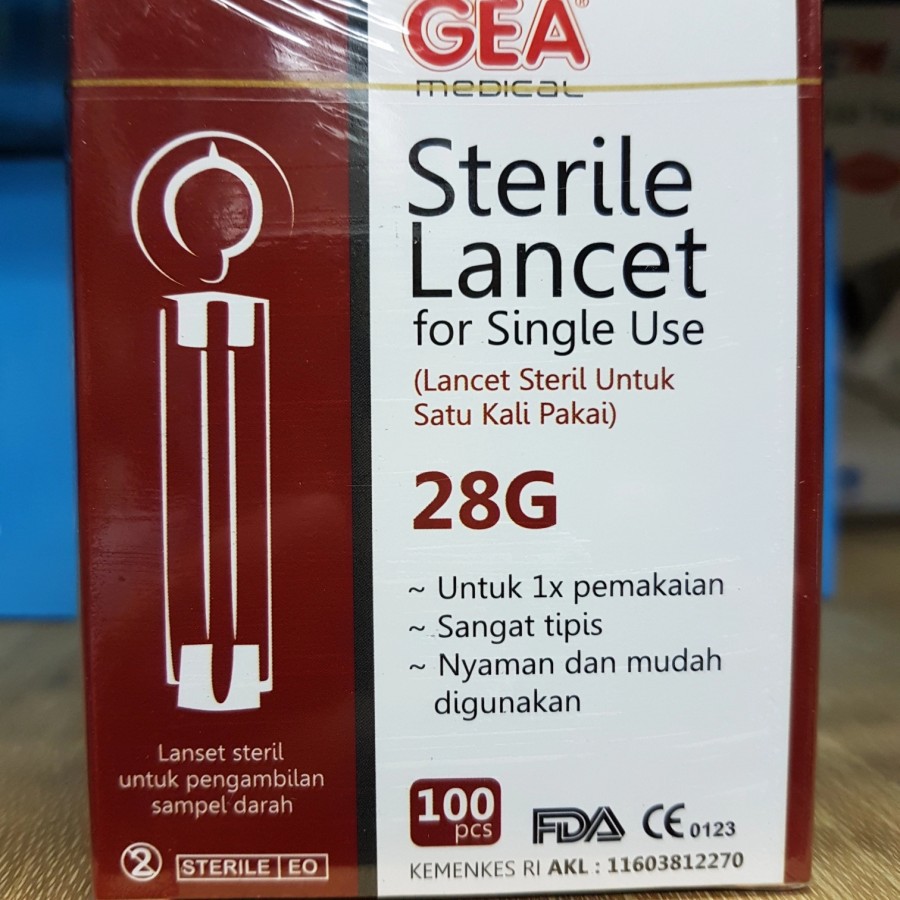 GEA®
medical
Sterile
Lancet
for Single Use
(Lancet Steril Untuk
Satu Kali Pakai)
28G
~ Untuk 1x pemakaian
~ Sangat tipis
~ Nyaman dan mudah
digunakan
Lanset steril
untuk pengambilan
sampel darah
2 STERILE EO
100
pcs
FDA CE 0123
KEMENKES RI AKL : 11603812270